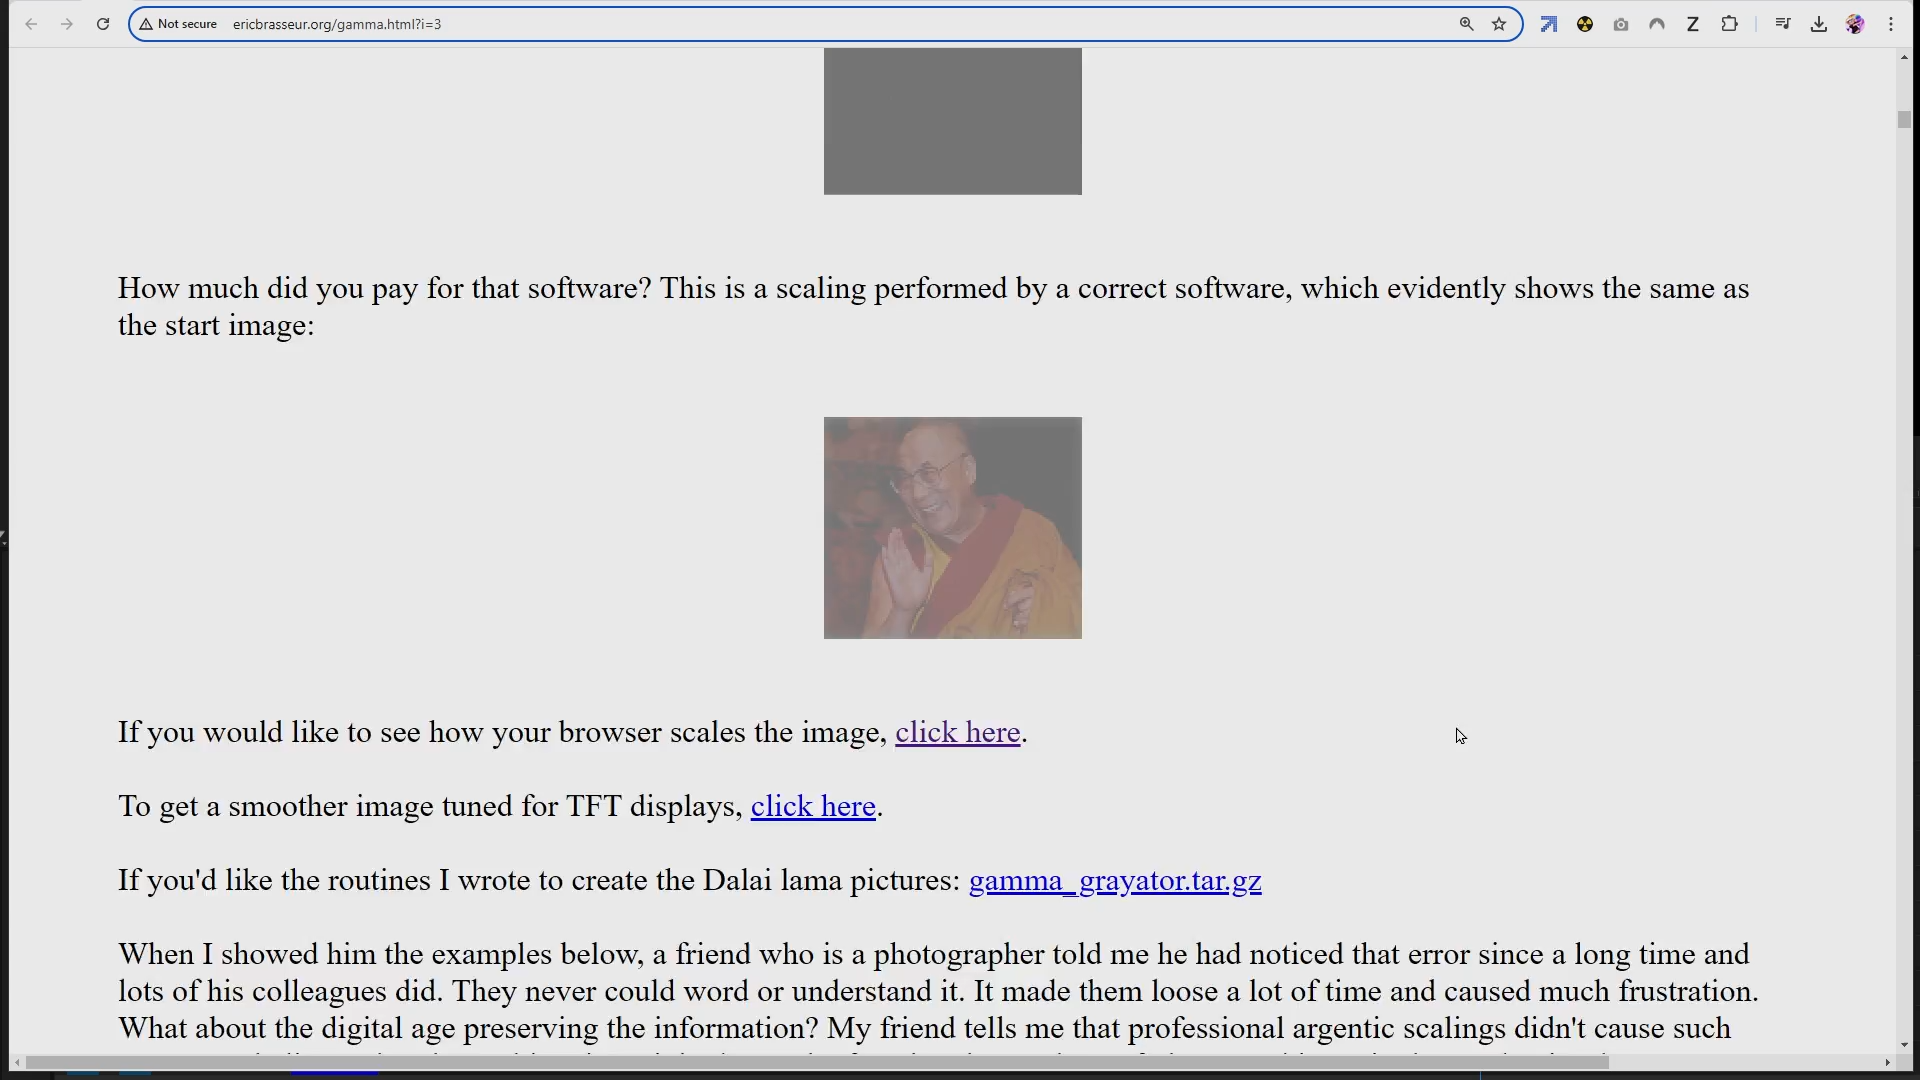 Not secure ericbrasseur.org/gamma.html?i=3
Z
How much did you pay for that software? This is a scaling performed by a correct software, which evidently shows the same as
the start image:
If you would like to see how your browser scales the image, click here.
To get a smoother image tuned for TFT displays, click here.
If you'd like the routines I wrote to create the Dalai lama pictures: gamma_grayator.tar.gz
When I showed him the examples below, a friend who is a photographer told me he had noticed that error since a long time and
lots of his colleagues did. They never could word or understand it. It made them loose a lot of time and caused much frustration.
What about the digital age preserving the information? My friend tells me that professional argentic scalings didn't cause such